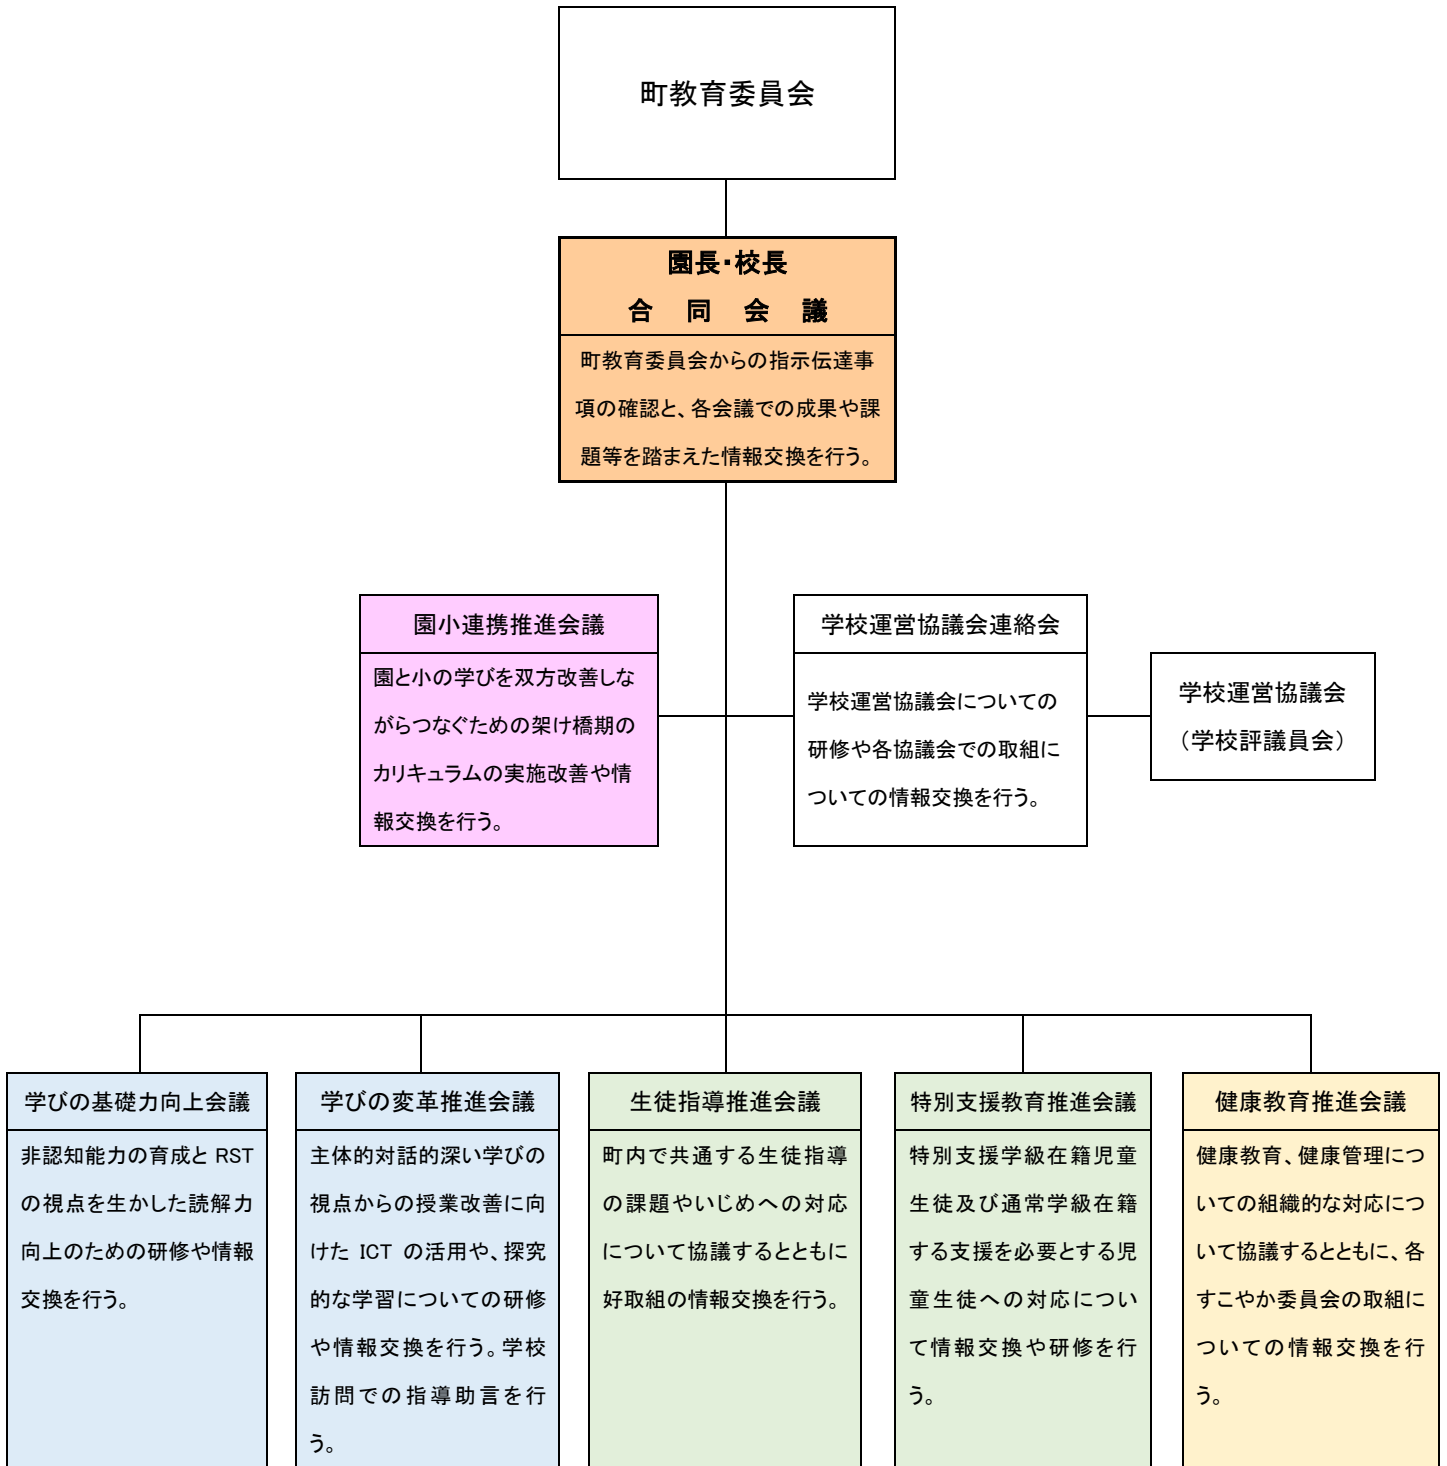 町教育委員会
園長・校長
合 同 会 議
町教育委員会からの指示伝達事
項の確認と、各会議での成果や課
題等を踏まえた情報交換を行う。
園小連携推進会議
園と小の学びを双方改善しな
がらつなぐための架け橋期の
カリキュラムの実施改善や情
報交換を行う。
学校運営協議会連絡会
学校運営協議会についての
研修や各協議会での取組に
ついての情報交換を行う。
学校運営協議会
（学校評議員会）
学びの基礎力向上会議
非認知能力の育成と RST
の視点を生かした読解力
向上のための研修や情報
交換を行う。
学びの変革推進会議
主体的対話的深い学びの
視点からの授業改善に向
けた ICT の活用や、探究
的な学習についての研修
や情報交換を行う。学校
訪問での指導助言を行
う。
生徒指導推進会議
町内で共通する生徒指導
の課題やいじめへの対応
について協議するとともに
好取組の情報交換を行う。
特別支援教育推進会議
特別支援学級在籍児童
生徒及び通常学級在籍
する支援を必要とする児
童生徒への対応につい
て情報交換や研修を行
う。
健康教育推進会議
健康教育、健康管理につ
いての組織的な対応につ
いて協議するとともに、各
すこやか委員会の取組に
ついての情報交換を行
う。